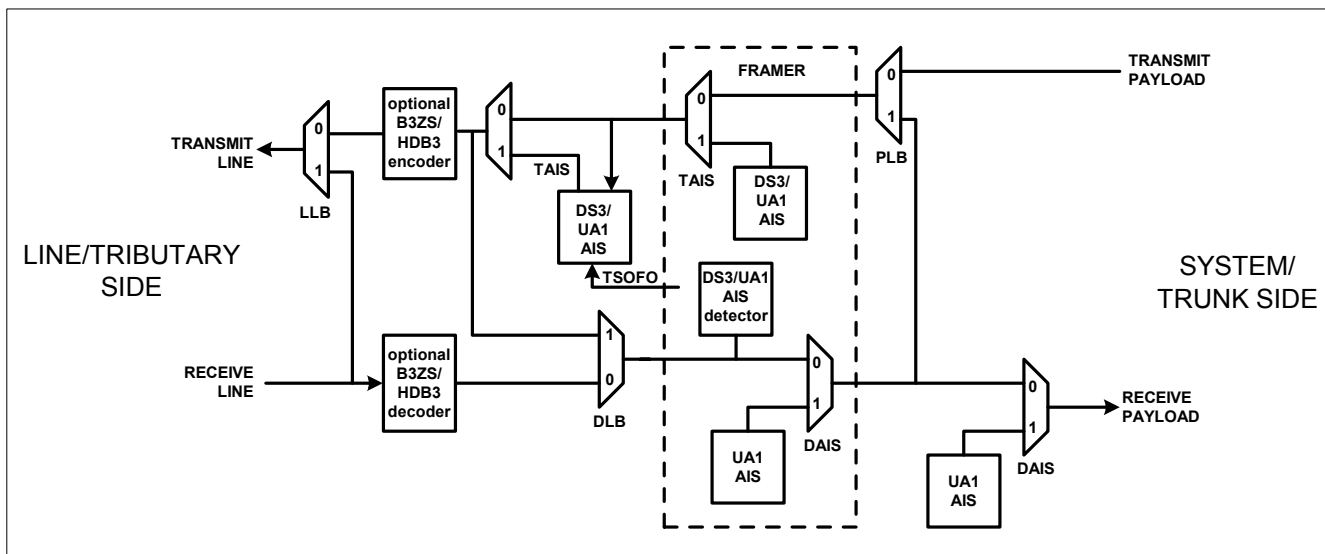 FRAMER
TRANSMIT
PAYLOAD
0
1
PLB
0
1
TAIS
DS3/
UA1
AIS
0
1
TAIS
DS3/
UA1
AIS
TSOFO
optional
B3ZS/
HDB3
encoder
0
1
LLB
TRANSMIT
LINE
LINE/TRIBUTARY
SIDE
SYSTEM/
TRUNK SIDE
DS3/UA1
AIS
detector
RECEIVE
LINE
optional
B3ZS/
HDB3
decoder
1
0
DLB
0
1
DAIS
UA1
AIS
0
1
DAIS
UA1
AIS
RECEIVE
PAYLOAD